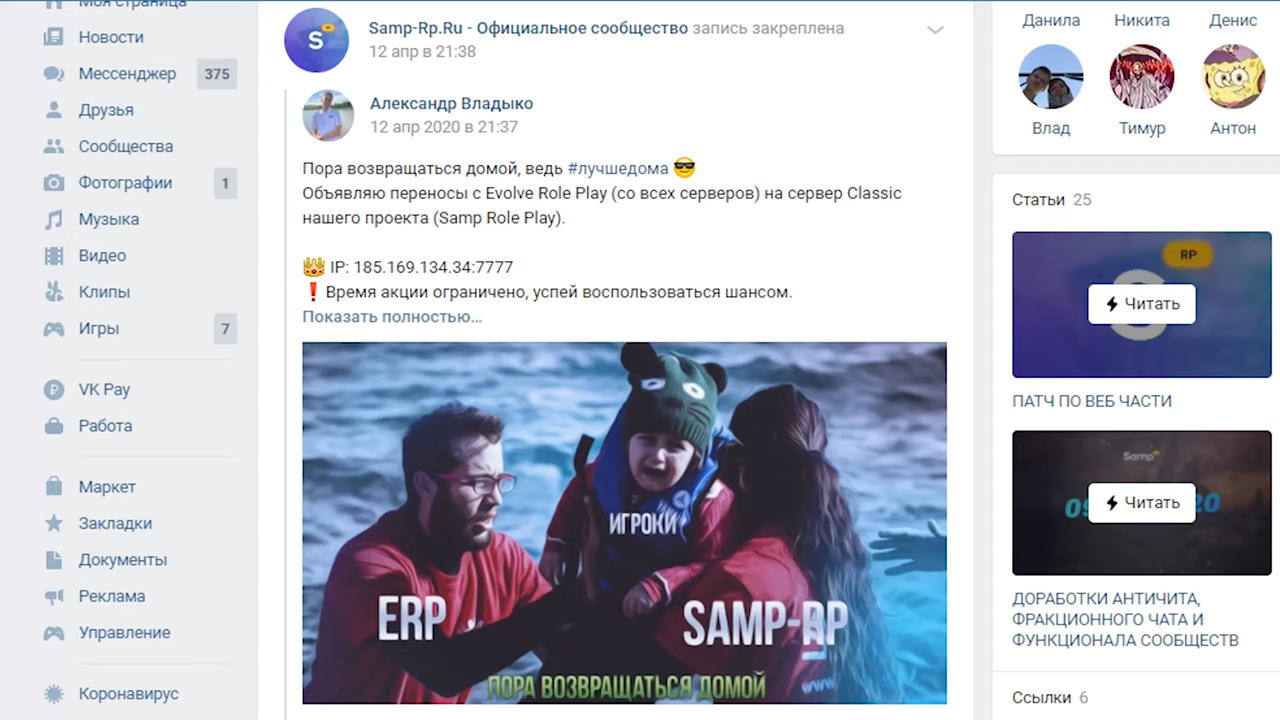 Моя страница
Новости
Мессенджер 375
Друзья
Сообщества
Фотографии 1
Музыка
Видео
Клипы
Игры 7
VK Pay
Работа
Маркет
Закладки
Документы
Реклама
Управление
Коронавирус
S
Samp-Rp.Ru - Официальное сообщество запись закреплена
12 апр в 21:38
Александр Владыко
12 апр 2020 в 21:37
Пора возвращаться домой, ведь #лучшедома
Объявляю переносы с Evolve Role Play (со всех серверов) на сервер Classic
нашего проекта (Samp Role Play).
IP: 185.169.134.34:7777
Время акции ограничено, успей воспользоваться шансом.
Показать полностью...
ИГРОКИ
ERP
SAMP-RP
ПОРА ВОЗВРАЩАТЬСЯ ДОМОЙ
Данила Никита Денис
Влад Тимур Антон
Статьи 25
RP
S
Читать
ПАТЧ ПО ВЕБ ЧАСТИ
Samp
Читать
ДОРАБОТКИ АНТИЧИТА,
ФРАКЦИОННОГО ЧАТА И
ФУНКЦИОНАЛА СООБЩЕСТВ
Ссылки 6